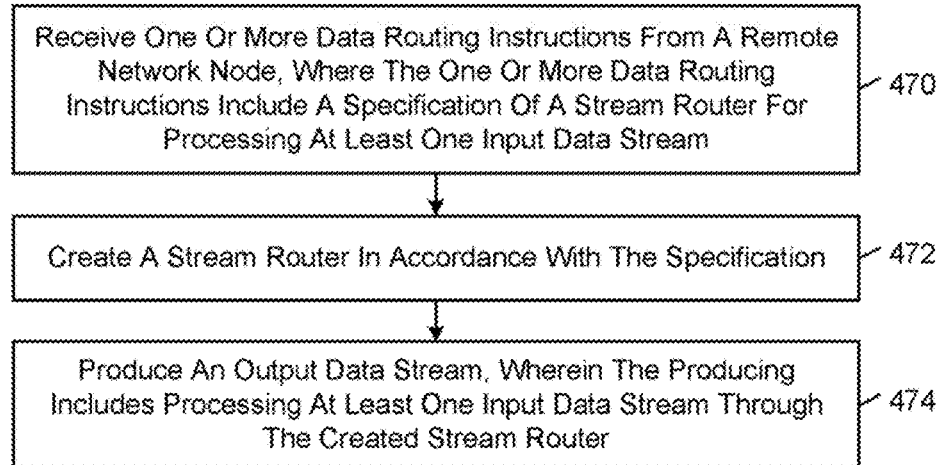 Receive One Or More Data Routing Instructions From A Remote
Network Node, Where The One Or More Data Routing
Instructions Include A Specification Of A Stream Router For
Processing At Least One Input Data Stream
470
Create A Stream Router In Accordance With The Specification
472
Produce An Output Data Stream, Wherein The Producing
Includes Processing At Least One Input Data Stream Through
The Created Stream Router
474